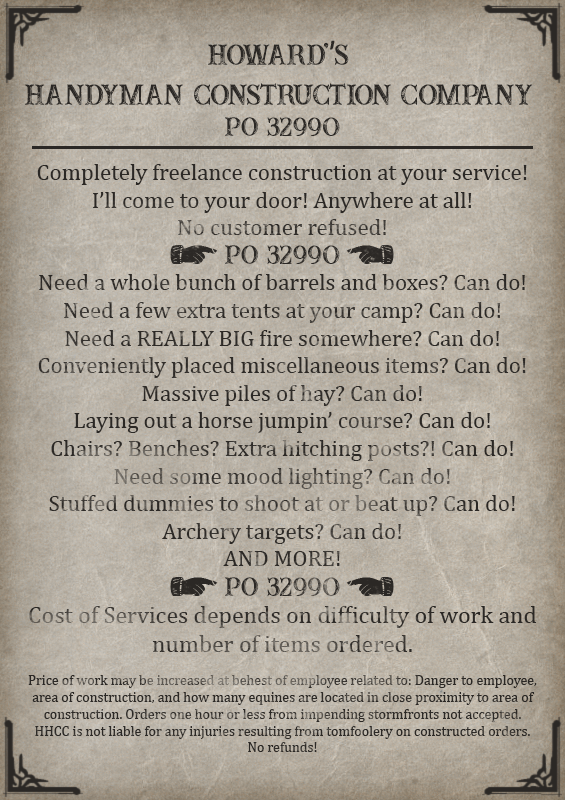 HOWARD'S
HANDYMAN CONSTRUCTION COMPANY
PO 32990
Completely freelance construction at your service!
I'll come to your door! Anywhere at all!
No customer refused!
PO 32990
Need a whole bunch of barrels and boxes? Can do!
Need a few extra tents at your camp? Can do!
Need a REALLY BIG fire somewhere? Can do!
Conveniently placed miscellaneous items? Can do!
Massive piles of hay? Can do!
Laying out a horse jumpin' course? Can do!
Chairs? Benches? Extra hitching posts?! Can do!
Need some mood lighting? Can do!
Stuffed dummies to shoot at or beat up? Can do!
Archery targets? Can do!
AND MORE!
PO 32990
Cost of Services depends on difficulty of work and
number of items ordered.
Price of work may be increased at behest of employee related to: Danger to employee,
area of construction, and how many equines are located in close proximity to area of
construction. Orders one hour or less from impending stormfronts not accepted.
HHCC is not liable for any injuries resulting from tomfoolery on constructed orders.
No refunds!